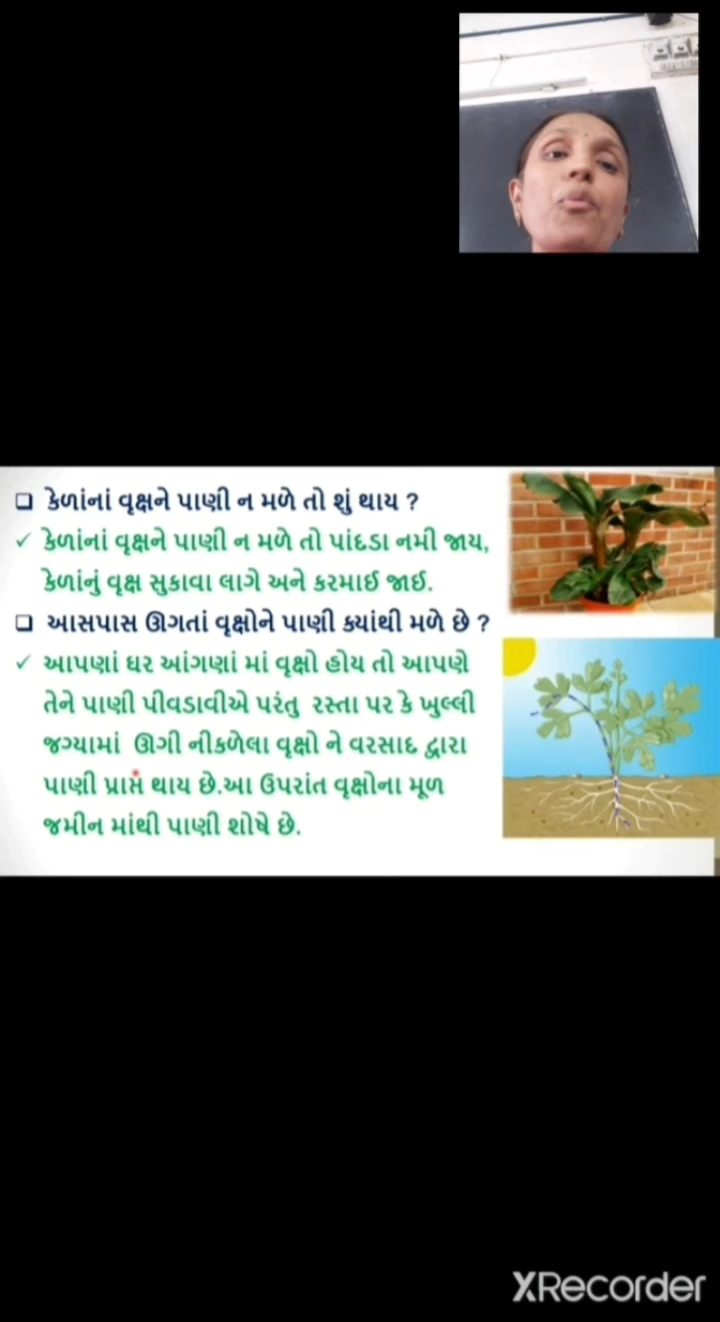 ❑ કેળાંનાં વૃક્ષને પાણી ન મળે તો શું થાય ?
✓ કેળાંનાં વૃક્ષને પાણી ન મળે તો પાંદડા નમી જાય,
કેળાંનું વૃક્ષ સુકાવા લાગે અને કરમાઈ જાઈ.
❑ આસપાસ ઊગતાં વૃક્ષોને પાણી ક્યાંથી મળે છે ?
✓ આપણાં ઘર આંગણાં માં વૃક્ષો હોય તો આપણે
તેને પાણી પીવડાવીએ પરંતુ રસ્તા પર કે ખુલ્લી
જગ્યામાં ઊગી નીકળેલા વૃક્ષો ને વરસાદ દ્વારા
પાણી પ્રાપ્ત થાય છે.આ ઉપરાંત વૃક્ષોના મૂળ
જમીન માંથી પાણી શોષે છે.
XRecorder